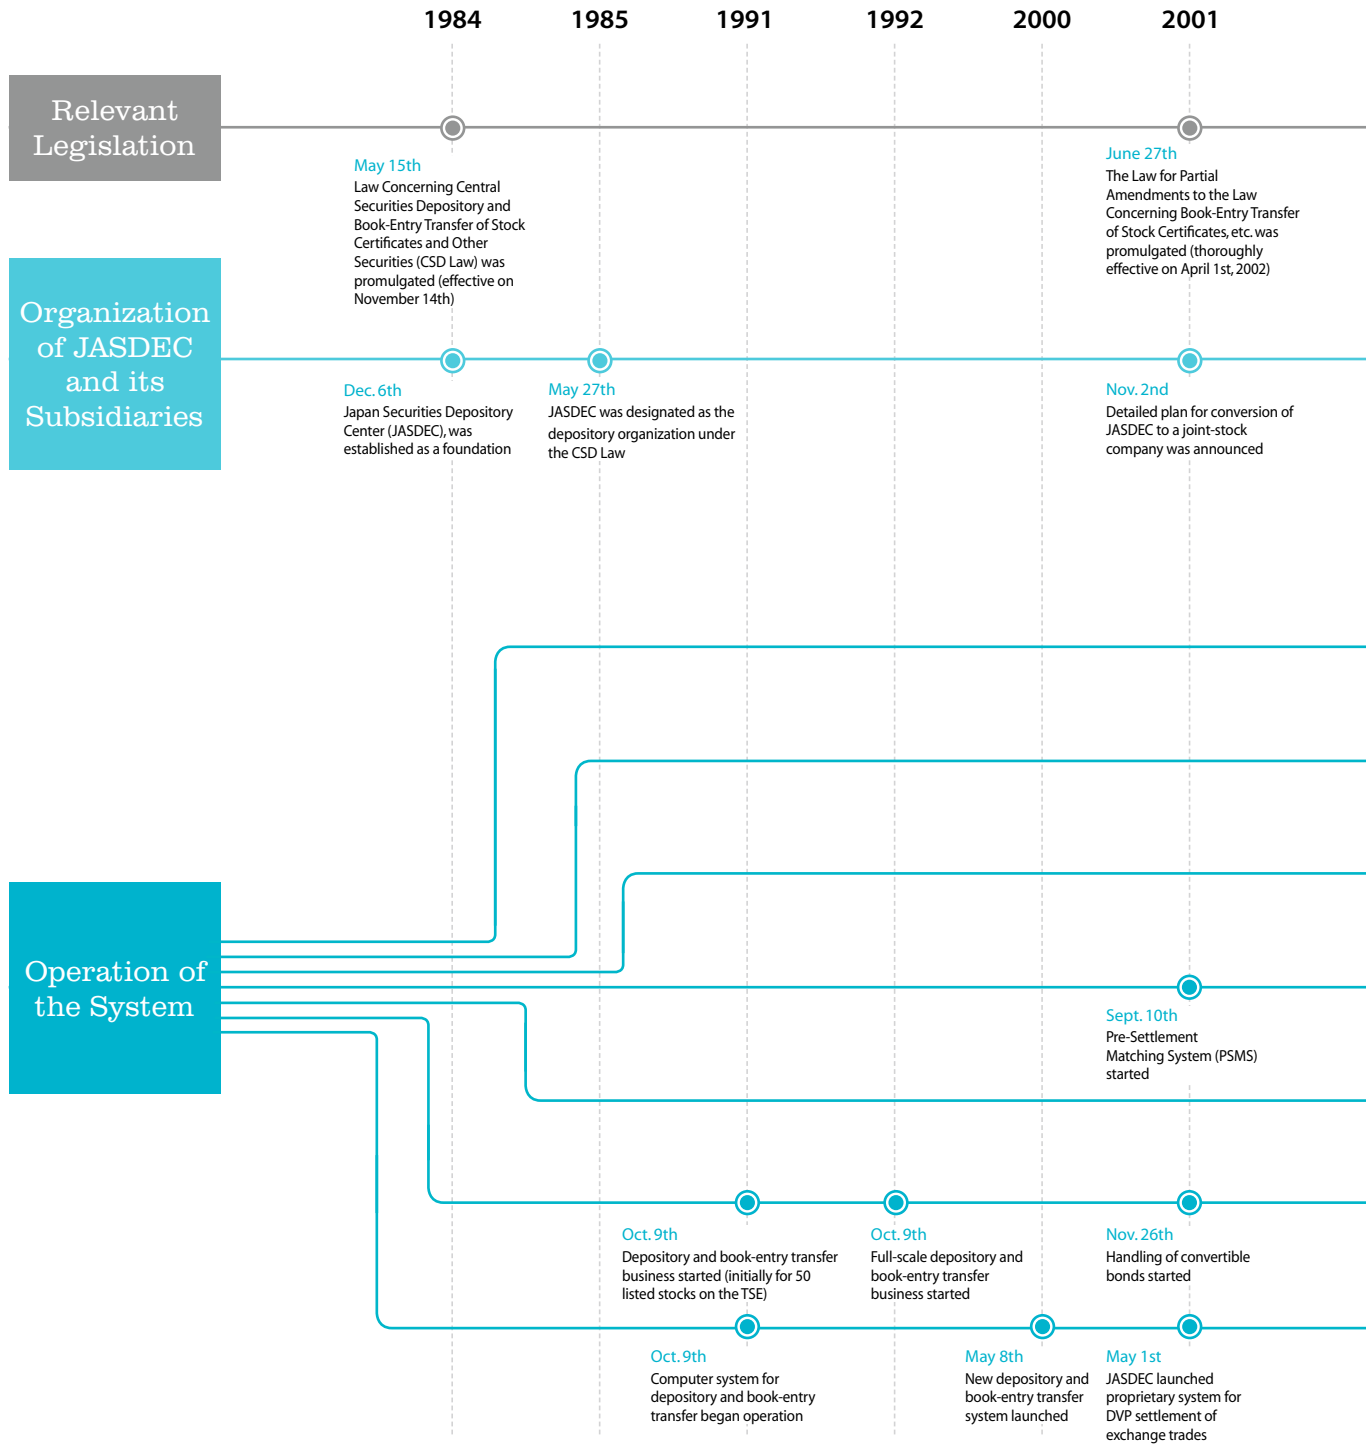 1984 1985 1991 1992 2000 2001
Relevant
Legislation
May 15th
Law Concerning Central
Securities Depository and
Book-Entry Transfer of Stock
Certificates and Other
Securities (CSD Law) was
promulgated (effective on
November 14th)
June 27th
The Law for Partial
Amendments to the Law
Concerning Book-Entry Transfer
of Stock Certificates, etc. was
promulgated (thoroughly
effective on April 1st, 2002)
Organization
of JASDEC
and its
Subsidiaries
Dec. 6th
Japan Securities Depository
Center (JASDEC), was
established as a foundation
May 27th
JASDEC was designated as the
depository organization under
the CSD Law
Nov. 2nd
Detailed plan for conversion of
JASDEC to a joint-stock
company was announced
Operation of
the System
Sept. 10th
Pre-Settlement
Matching System (PSMS)
started
Oct. 9th
Depository and book-entry transfer
business started (initially for 50
listed stocks on the TSE)
Oct. 9th
Full-scale depository and
book-entry transfer
business started
Nov. 26th
Handling of convertible
bonds started
Oct. 9th
Computer system for
depository and book-entry
transfer began operation
May 8th
New depository and
book-entry transfer
system launched
May 1st
JASDEC launched
proprietary system for
DVP settlement of
exchange trades